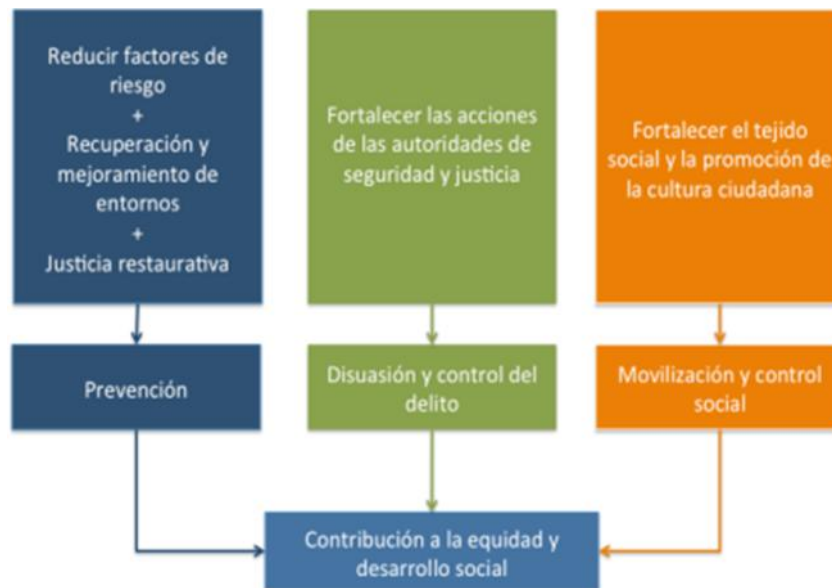 Reducir factores de
riesgo
+
Recuperación y
mejoramiento de
entornos
+
Justicia restaurativa
Fortalecer las acciones
de las autoridades de
seguridad y justicia
Fortalecer el tejido
social y la promoción de
la cultura ciudadana
Prevención
Disuasión y control del
delito
Movilización y control
social
Contribución a la equidad y
desarrollo social